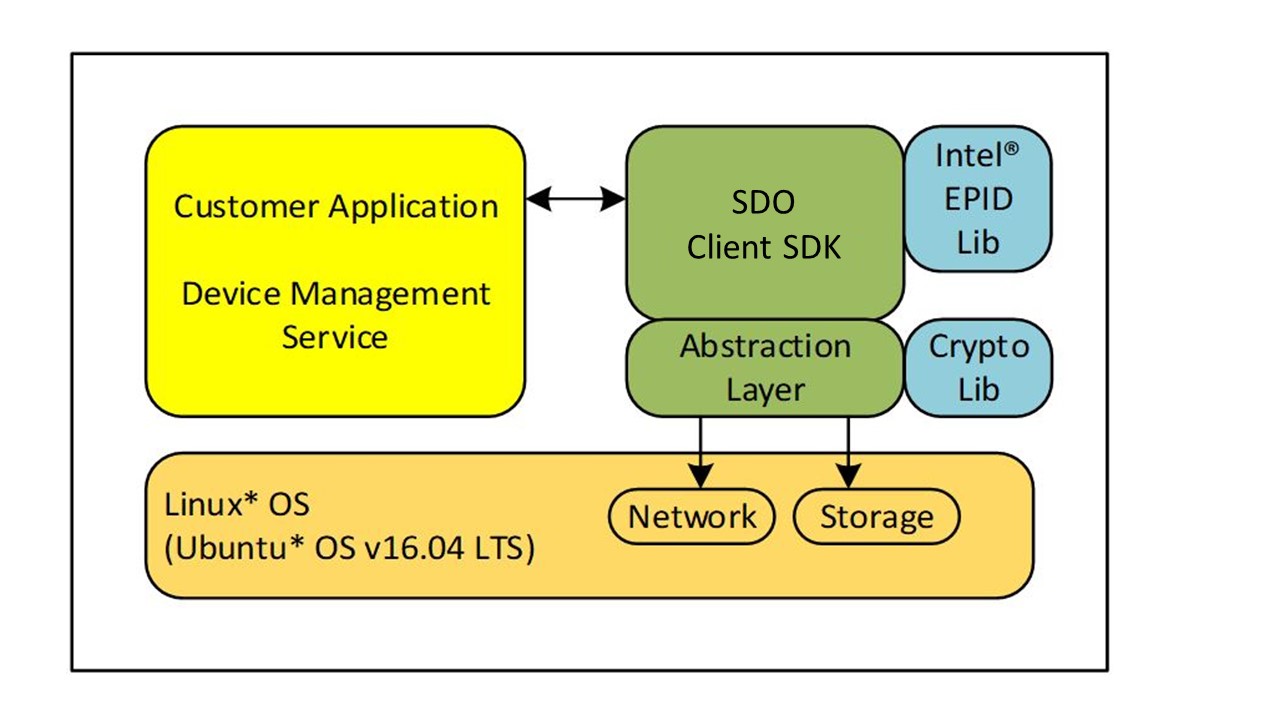 Customer Application
Device Management
Service
SDO
Client SDK
Intel®
EPID
Lib
Abstraction
Layer
Crypto
Lib
Linux* OS
(Ubuntu* OS v16.04 LTS)
Network
Storage